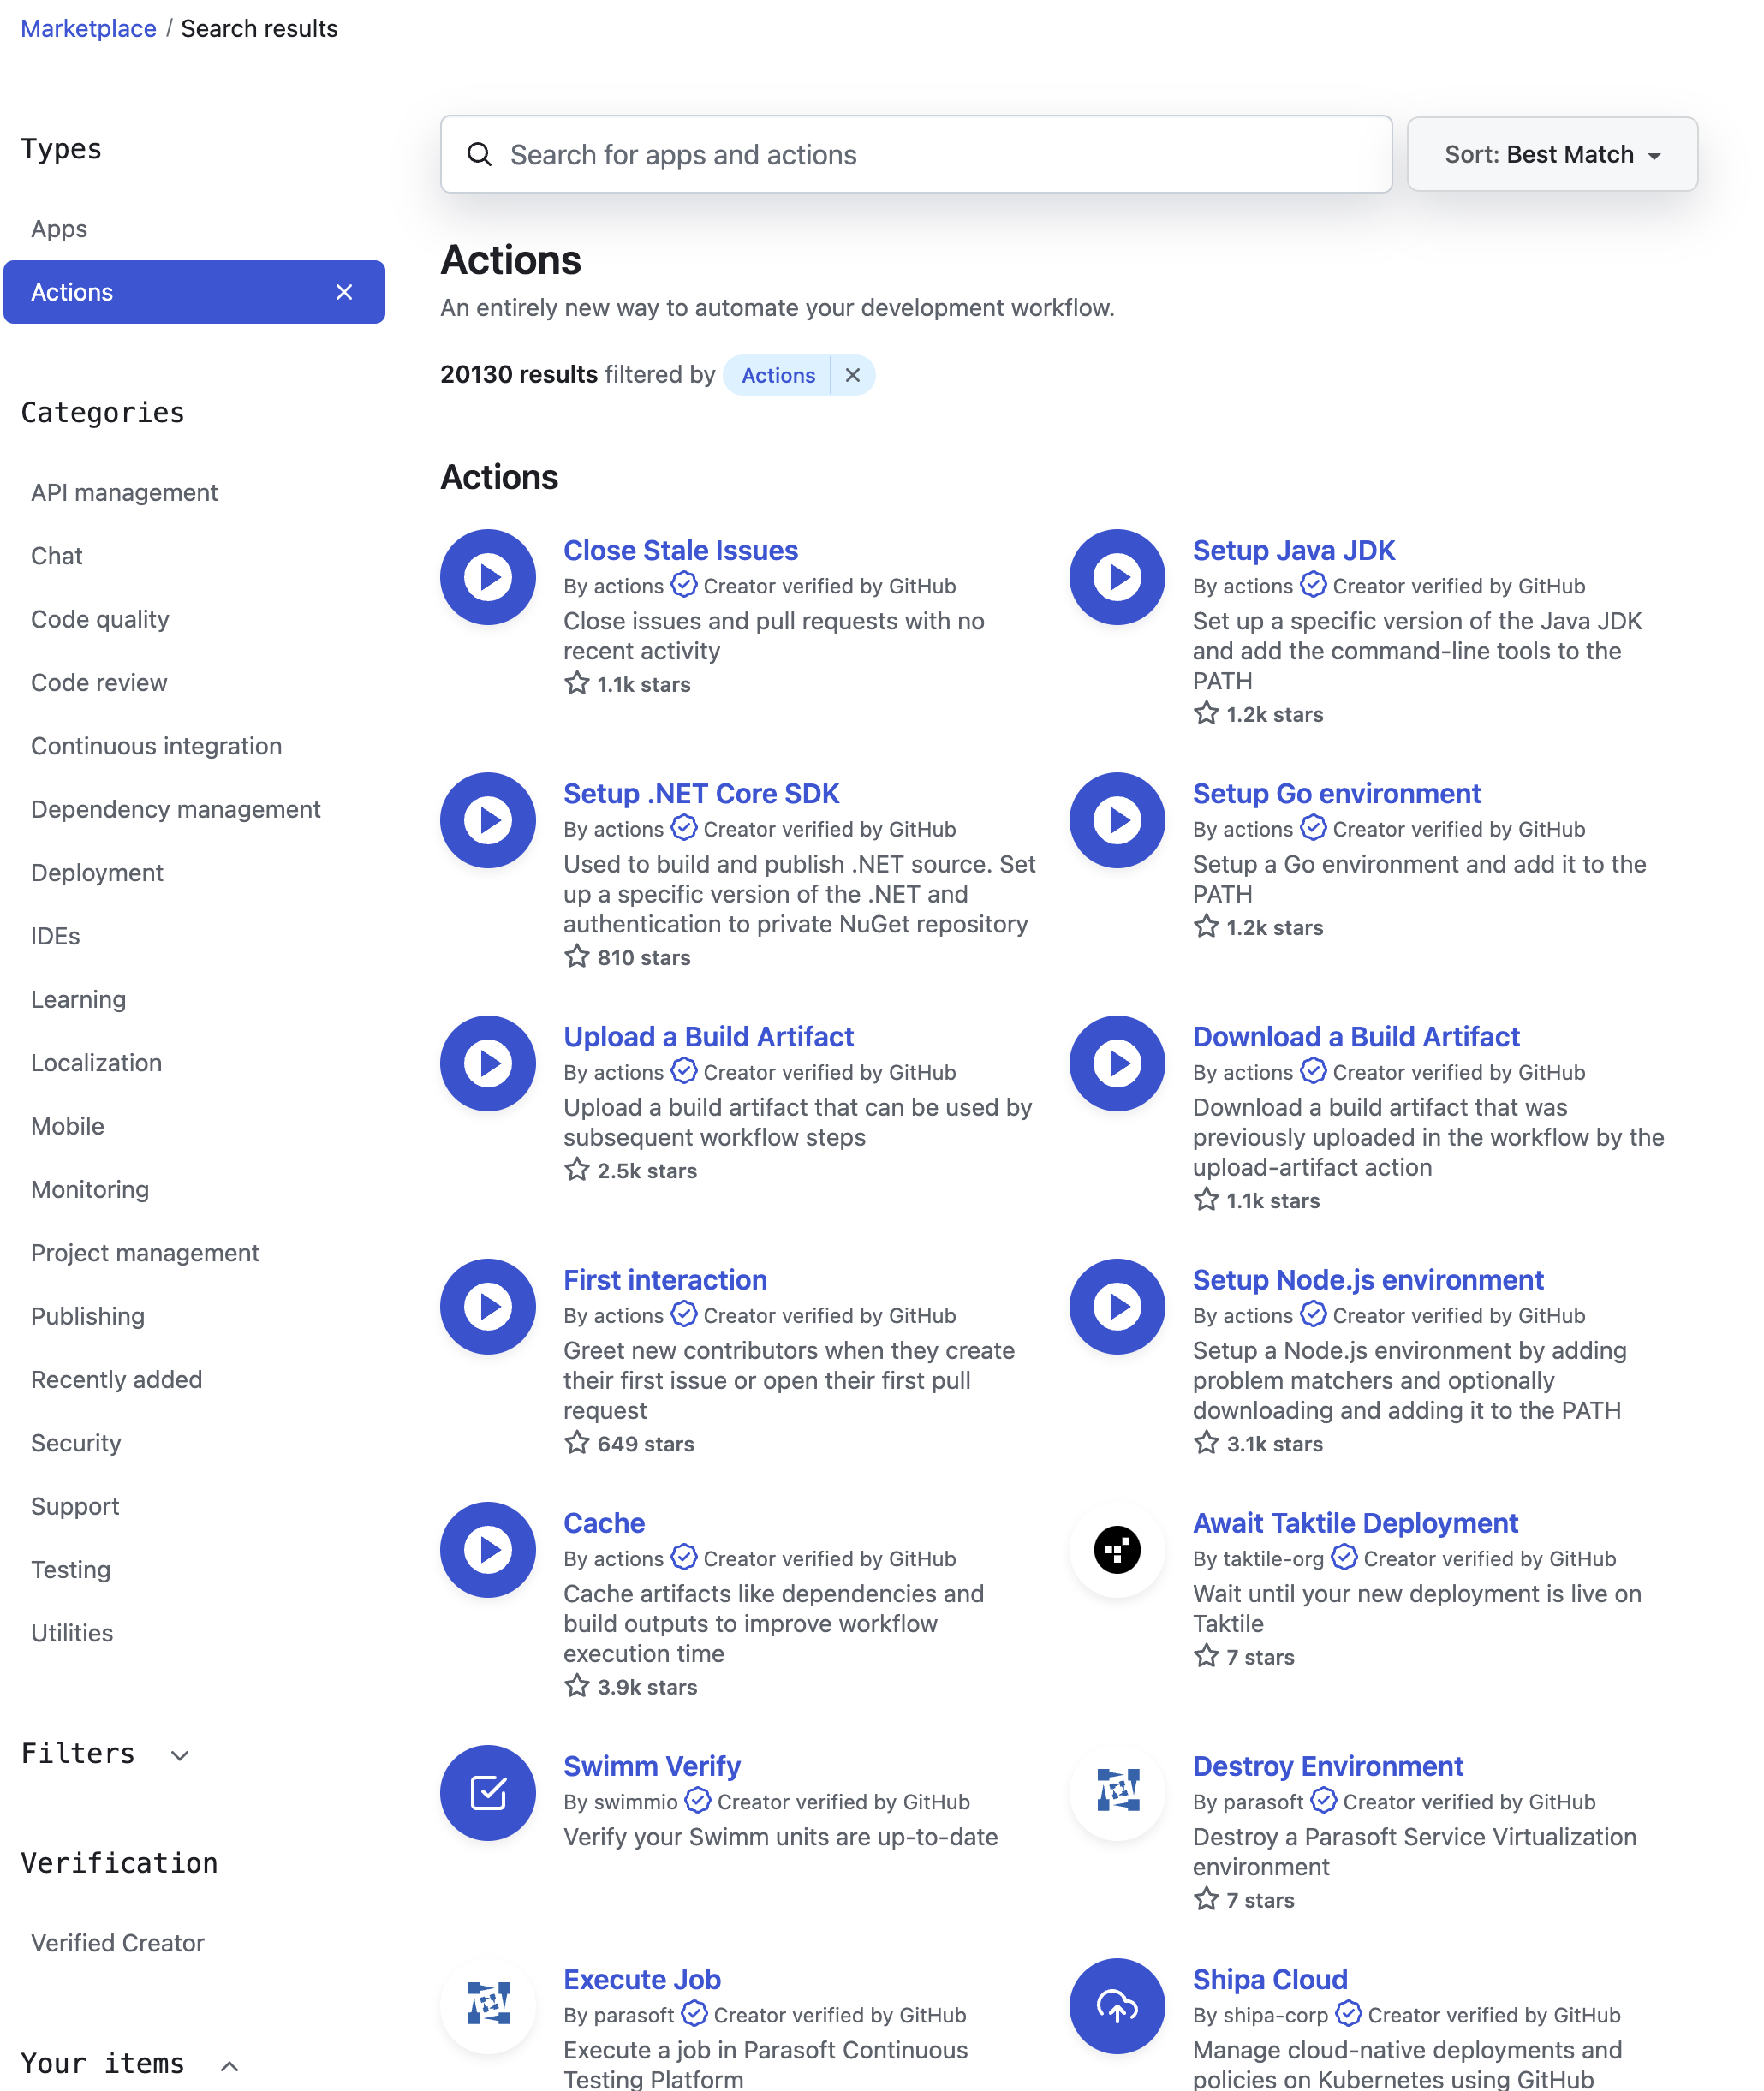 Marketplace / Search results
Types
Apps
Actions
Categories
API management
Chat
Code quality
Code review
Continuous integration
Dependency management
Deployment
IDEs
Learning
Localization
Mobile
Monitoring
Project management
Publishing
Recently added
Security
Support
Testing
Utilities
Filters
Verification
Verified Creator
Your items
Search for apps and actions
Sort: Best Match
Actions
An entirely new way to automate your development workflow.
20130 results filtered by Actions
Actions
Close Stale Issues
By actions Creator verified by GitHub
Close issues and pull requests with no
recent activity
1.1k stars
Setup Java JDK
By actions Creator verified by GitHub
Set up a specific version of the Java JDK
and add the command-line tools to the
PATH
1.2k stars
Setup .NET Core SDK
By actions Creator verified by GitHub
Used to build and publish .NET source. Set
up a specific version of the .NET and
authentication to private NuGet repository
810 stars
Setup Go environment
By actions Creator verified by GitHub
Setup a Go environment and add it to the
PATH
1.2k stars
Upload a Build Artifact
By actions Creator verified by GitHub
Upload a build artifact that can be used by
subsequent workflow steps
2.5k stars
Download a Build Artifact
By actions Creator verified by GitHub
Download a build artifact that was
previously uploaded in the workflow by the
upload-artifact action
1.1k stars
First interaction
By actions Creator verified by GitHub
Greet new contributors when they create
their first issue or open their first pull
request
649 stars
Setup Node.js environment
By actions Creator verified by GitHub
Setup a Node.js environment by adding
problem matchers and optionally
downloading and adding it to the PATH
3.1k stars
Cache
By actions Creator verified by GitHub
Cache artifacts like dependencies and
build outputs to improve workflow
execution time
3.9k stars
Await Taktile Deployment
By taktile-org Creator verified by GitHub
Wait until your new deployment is live on
Taktile
7 stars
Swimm Verify
By swimmio Creator verified by GitHub
Verify your Swimm units are up-to-date
Destroy Environment
By parasoft Creator verified by GitHub
Destroy a Parasoft Service Virtualization
environment
7 stars
Execute Job
By parasoft Creator verified by GitHub
Execute a job in Parasoft Continuous
Testing Platform
Shipa Cloud
By shipa-corp Creator verified by GitHub
Manage cloud-native deployments and
policies on Kubernetes using GitHub